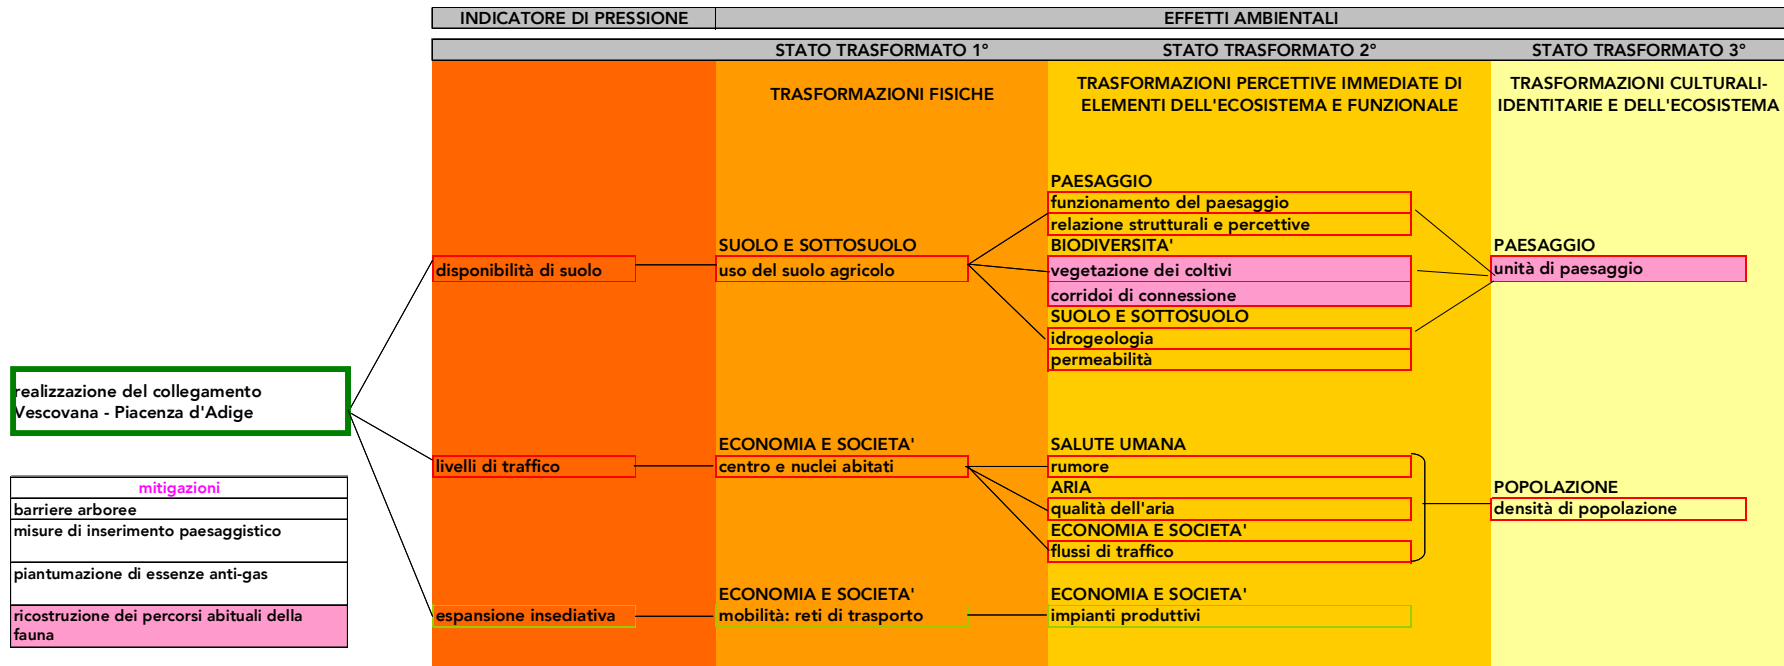 INDICATORE DI PRESSIONE
EFFETTI AMBIENTALI
STATO TRASFORMATO 1°
STATO TRASFORMATO 2°
STATO TRASFORMATO 3°
TRASFORMAZIONI FISICHE
TRASFORMAZIONI PERCETTIVE IMMEDIATE DI
ELEMENTI DELL'ECOSISTEMA E FUNZIONALE
TRASFORMAZIONI CULTURALI-
IDENTITARIE E DELL'ECOSISTEMA
PAESAGGIO
funzionamento del paesaggio
relazione strutturali e percettive
SUOLO E SOTTOSUOLO
BIODIVERSITA'
PAESAGGIO
disponibilità di suolo
uso del suolo agricolo
vegetazione dei coltivi
unità di paesaggio
corridoi di connessione
SUOLO E SOTTOSUOLO
idrogeologia
permeabilità
realizzazione del collegamento
Vescovana - Piacenza d'Adige
ECONOMIA E SOCIETA'
SALUTE UMANA
livelli di traffico
centro e nuclei abitati
rumore
mitigazioni
ARIA
POPOLAZIONE
barriere arboree
qualità dell'aria
densità di popolazione
misure di inserimento paesaggistico
ECONOMIA E SOCIETA'
flussi di traffico
piantumazione di essenze anti-gas
ECONOMIA E SOCIETA'
ECONOMIA E SOCIETA'
ricostruzione dei percorsi abituali della
fauna
espansione insediativa
mobilità: reti di trasporto
impianti produttivi